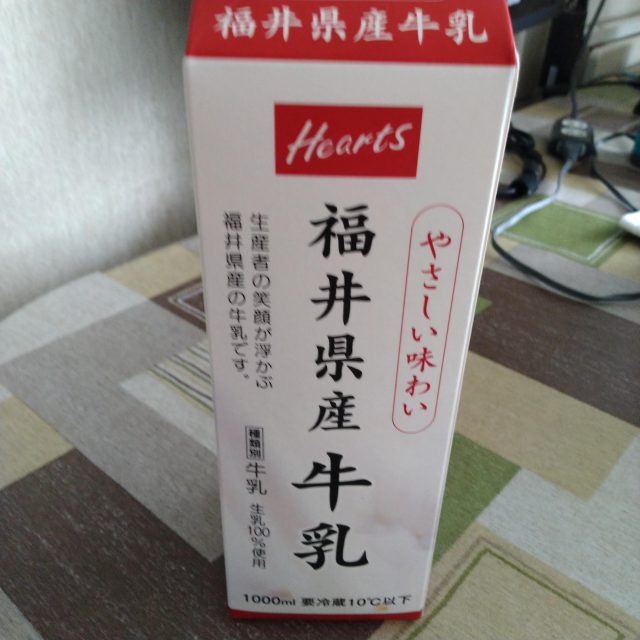 福井県産牛乳
Hearts
やさしい味わい
福井県産牛乳
生産者の笑顔が浮かぶ
福井県産の牛乳です。
種類別 牛乳 生乳100%使用
1000ml 要冷蔵10℃以下